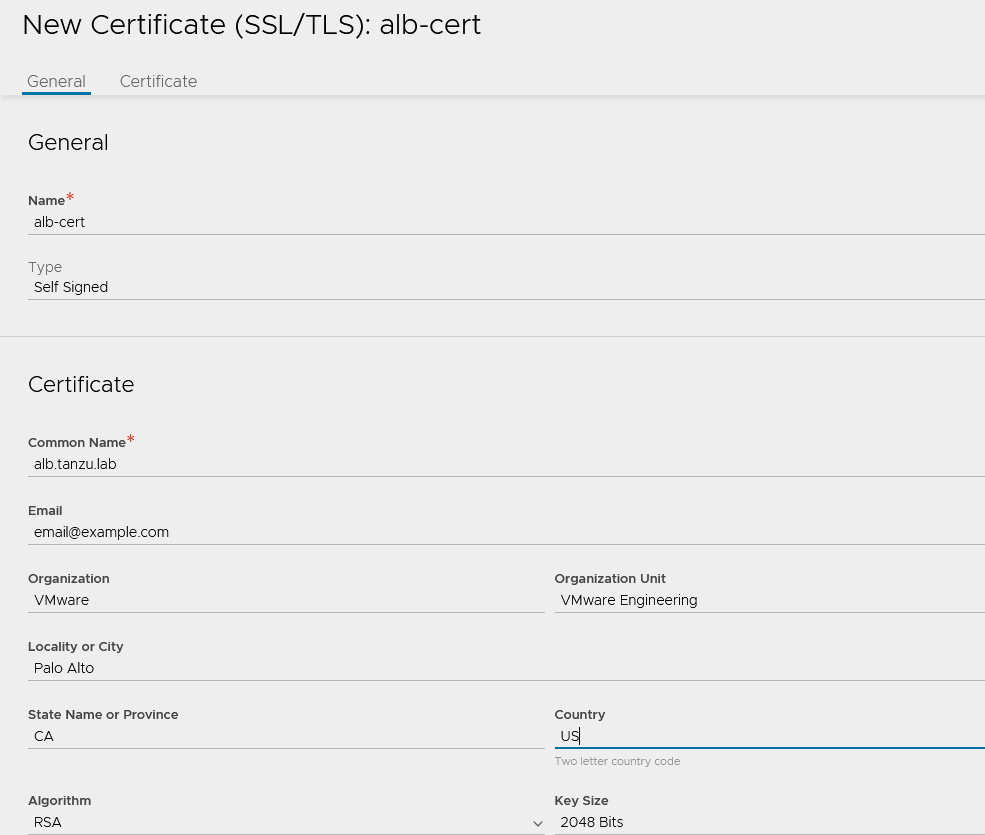 New Certificate (SSL/TLS): alb-cert
General Certificate
General
Name*
alb-cert
Type
Self Signed
Certificate
Common Name*
alb.tanzu.lab
Email
email@example.com
Organization Organization Unit
VMware VMware Engineering
Locality or City
Palo Alto
State Name or Province Country
CA US
Two letter country code
Algorithm Key Size
RSA 2048 Bits